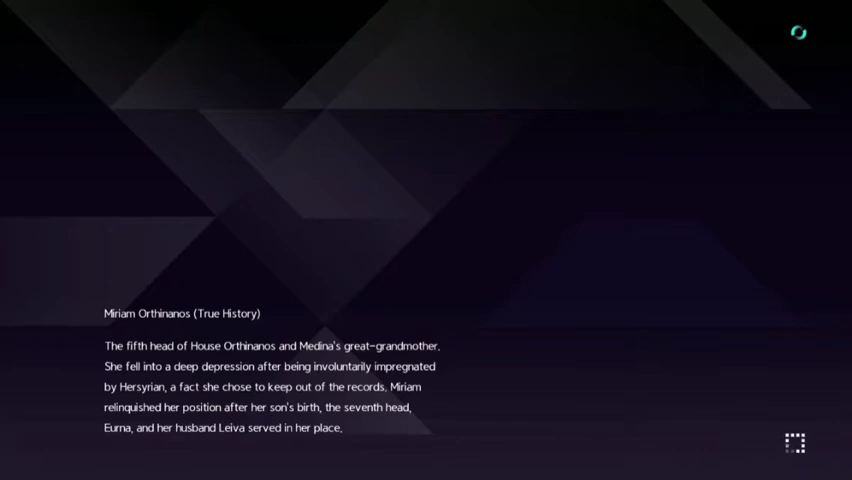 Miriam Orthinanos (True History)
The fifth head of House Orthinanos and Medina's great-grandmother.
She fell into a deep depression after being involuntarily impregnated
by Hersyrian, a fact she chose to keep out of the records. Miriam
relinquished her position after her son's birth, the seventh head,
Eurna, and her husband Leiva served in her place.